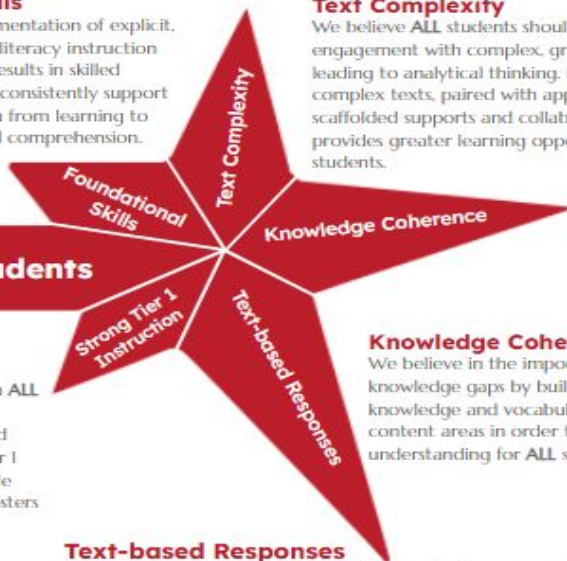 mentation of explicit,
literacy instruction
esults in skilled
consistently support
from learning to
comprehension.
Text Complexity
We believe ALL students shoul
engagement with complex, gr
leading to analytical thinking.
complex texts, paired with app
scaffolded supports and collab
provides greater learning oppo
students.
Text Complexity
Foundational
Skills
Knowledge Coherence
dents
Strong Tier 1
Instruction
Text-based Responses
Knowledge Cohe
We believe in the impo
knowledge gaps by buil
knowledge and vocabul
content areas in order t
understanding for ALL s
ALL
r 1
sters
Text-based Responses